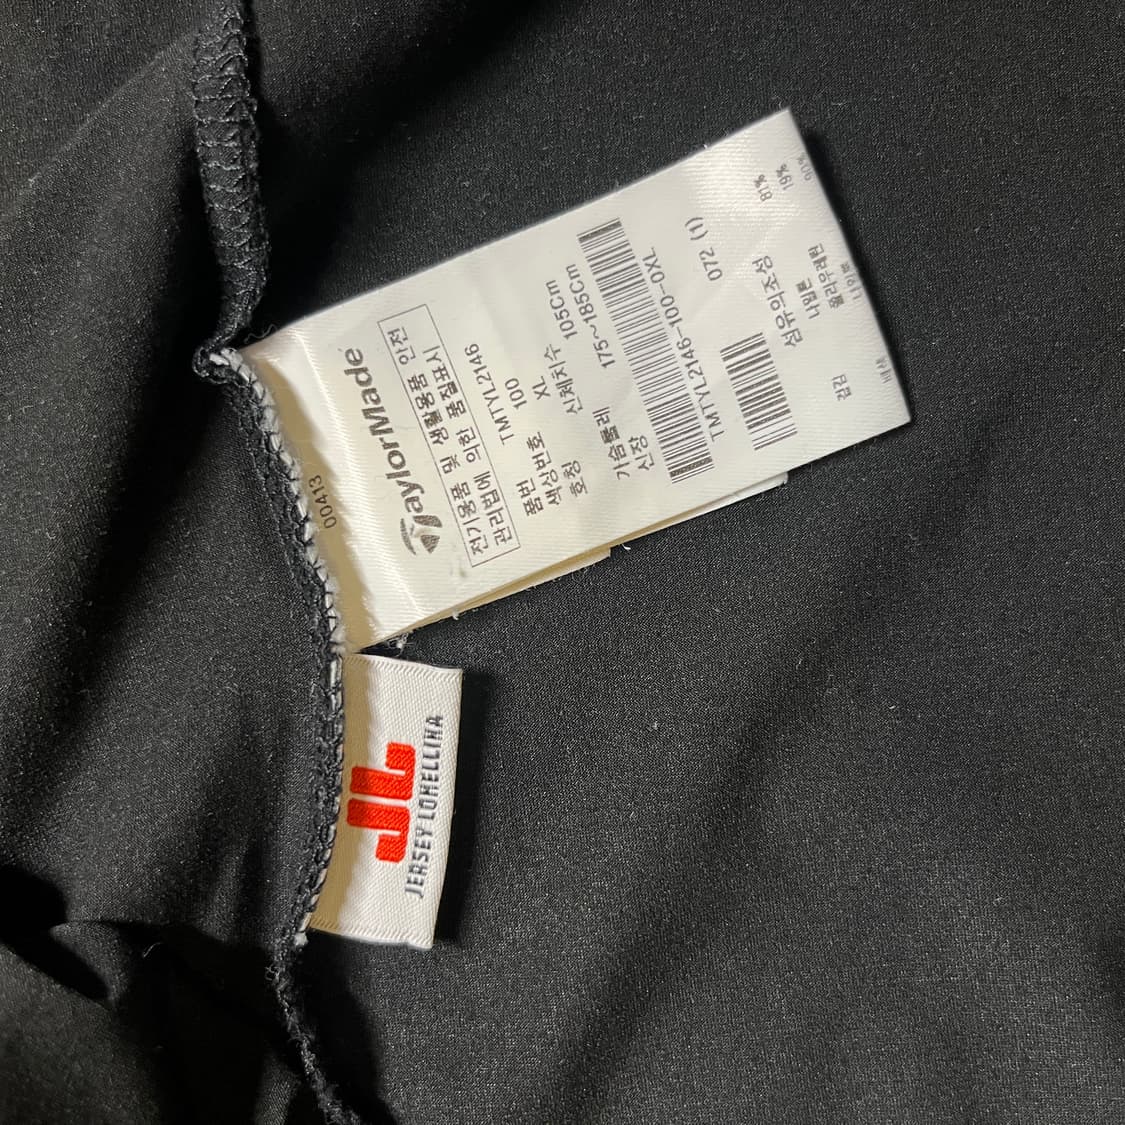 00413
TaylorMade
전기용품 및 생활용품 안전
관리법에 의한 품질표시
품번 TMTYL2146
색상번호 100
호칭 XL
신체치수
가슴둘레 105Cm
신장 175~185Cm
TMTYL2146-100-0XL
072 (1)
섬유의조성
겉감 나일론 81%
폴리우레탄 19%
90%
JL
JERSEY LOMELLINA